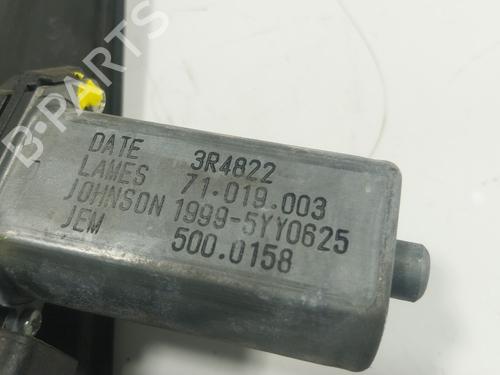 B-PARTS
DATE 3R4822
LAMES 71.019.003
JOHNSON 1999-5YY0625
JEM 500.0158